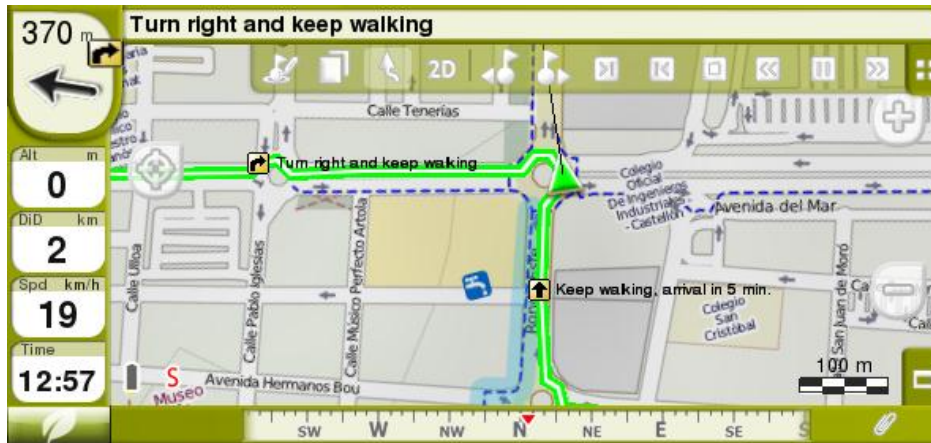 370 m
Turn right and keep walking
2D
Calle Tenerías
Alt m
0
DiD km
2
Spd km/h
19
Time
12:57
Turn right and keep walking
Colegio
Oficial
De Ingenieros
Industriales
- Castellón
Avenida del Mar
Calle Ulloa
Calle Pablo Iglesias
Calle Músico Perfecto Artola
Keep walking, arrival in 5 min.
Colegio
San
Cristóbal
San Juan de Moró
100 m
S
Museo
Avenida Hermanos Bou
SW W NW N NE E SE S